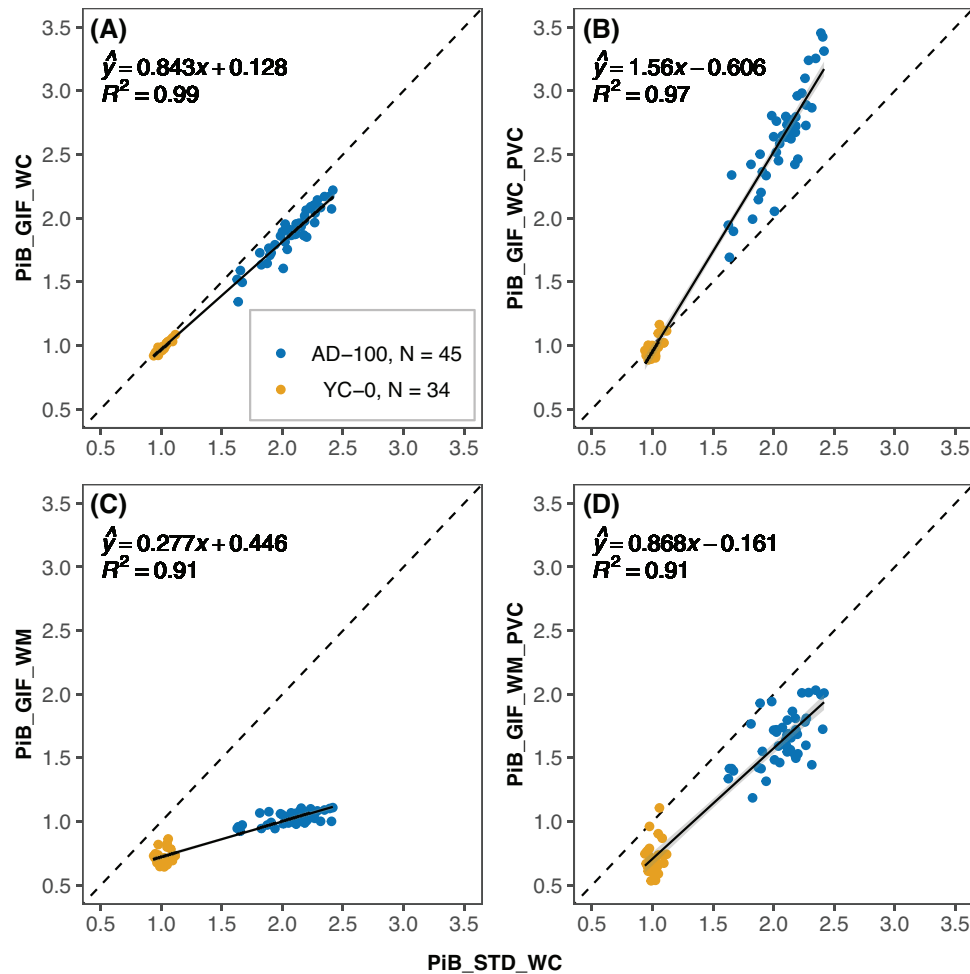 (A)
ŷ=0.843x+0.128
R²=0.99
3.5
3.0
2.5
2.0
1.5
1.0
0.5
PiB_GIF_WC
AD−100, N = 45
YC−0, N = 34
0.5 1.0 1.5 2.0 2.5 3.0 3.5
(B)
ŷ=1.56x−0.606
R²=0.97
3.5
3.0
2.5
2.0
1.5
1.0
0.5
PiB_GIF_WC_PVC
0.5 1.0 1.5 2.0 2.5 3.0 3.5
(C)
ŷ=0.277x+0.446
R²=0.91
3.5
3.0
2.5
2.0
1.5
1.0
0.5
PiB_GIF_WM
0.5 1.0 1.5 2.0 2.5 3.0 3.5
(D)
ŷ=0.868x−0.161
R²=0.91
3.5
3.0
2.5
2.0
1.5
1.0
0.5
PiB_GIF_WM_PVC
0.5 1.0 1.5 2.0 2.5 3.0 3.5
PiB_STD_WC